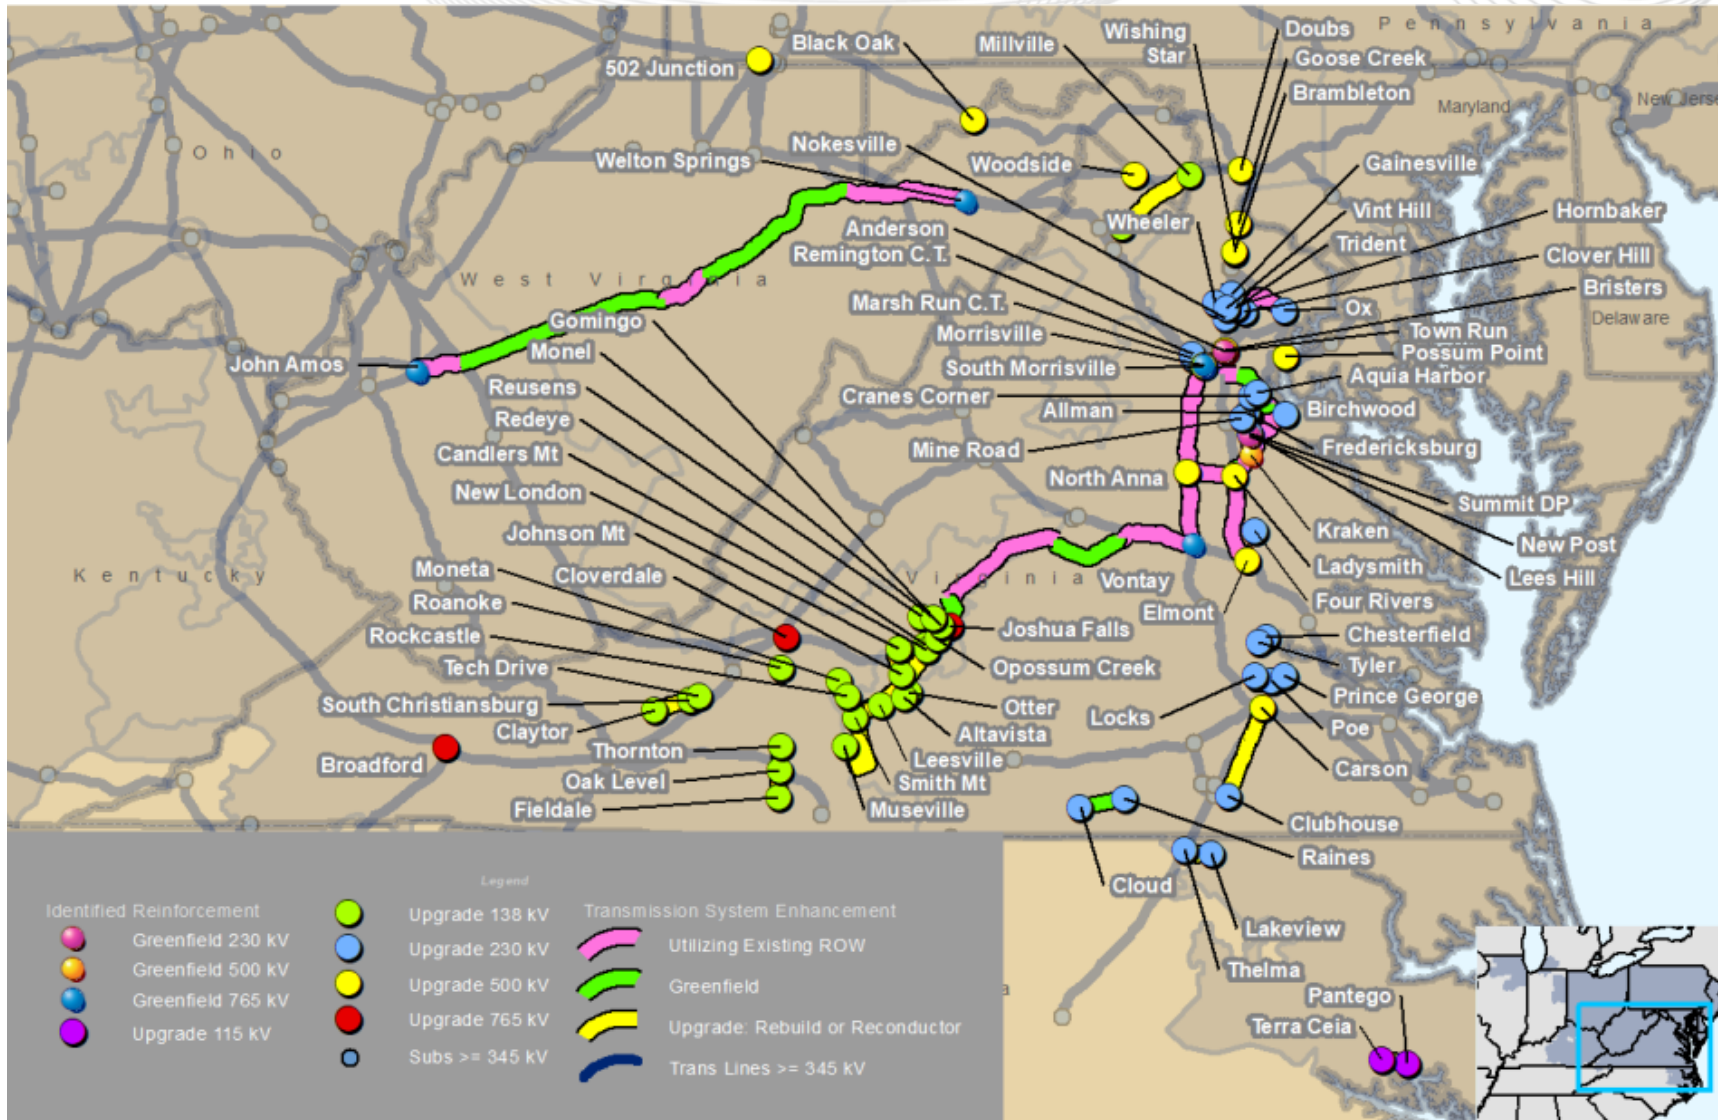 Pennsylvania
Wishing
Star
Doubs
Black Oak
Millville
Goose Creek
502 Junction
Brambleton
Maryland
Ohio
Nokesville
Welton Springs
Woodside
Gainesville
Wheeler
Vint Hill
Hornbaker
Anderson
Trident
Remington C.T.
Clover Hill
West Virginia
Bristers
Marsh Run C.T.
Ox
Delaware
Gomingo
Morrisville
Town Run
Monel
Possum Point
John Amos
South Morrisville
Aquia Harbor
Reusens
Cranes Corner
Allman
Birchwood
Redeye
Mine Road
Fredericksburg
Candlers Mt
North Anna
New London
Summit DP
Kraken
Johnson Mt
New Post
Moneta
Cloverdale
Ladysmith
Kentucky
Virginia
Vontay
Lees Hill
Roanoke
Elmont
Four Rivers
Rockcastle
Joshua Falls
Chesterfield
Tech Drive
Opossum Creek
Tyler
South Christiansburg
Otter
Prince George
Locks
Claytor
Altavista
Poe
Thornton
Leesville
Broadford
Carson
Oak Level
Smith Mt
Fieldale
Museville
Clubhouse
Raines
Cloud
Lakeview
Thelma
Pantego
Terra Ceia
Legend
Identified Reinforcement
Greenfield 230 kV
Greenfield 500 kV
Greenfield 765 kV
Upgrade 115 kV
Upgrade 138 kV
Upgrade 230 kV
Upgrade 500 kV
Upgrade 765 kV
Subs >= 345 kV
Transmission System Enhancement
Utilizing Existing ROW
Greenfield
Upgrade: Rebuild or Reconductor
Trans Lines >= 345 kV